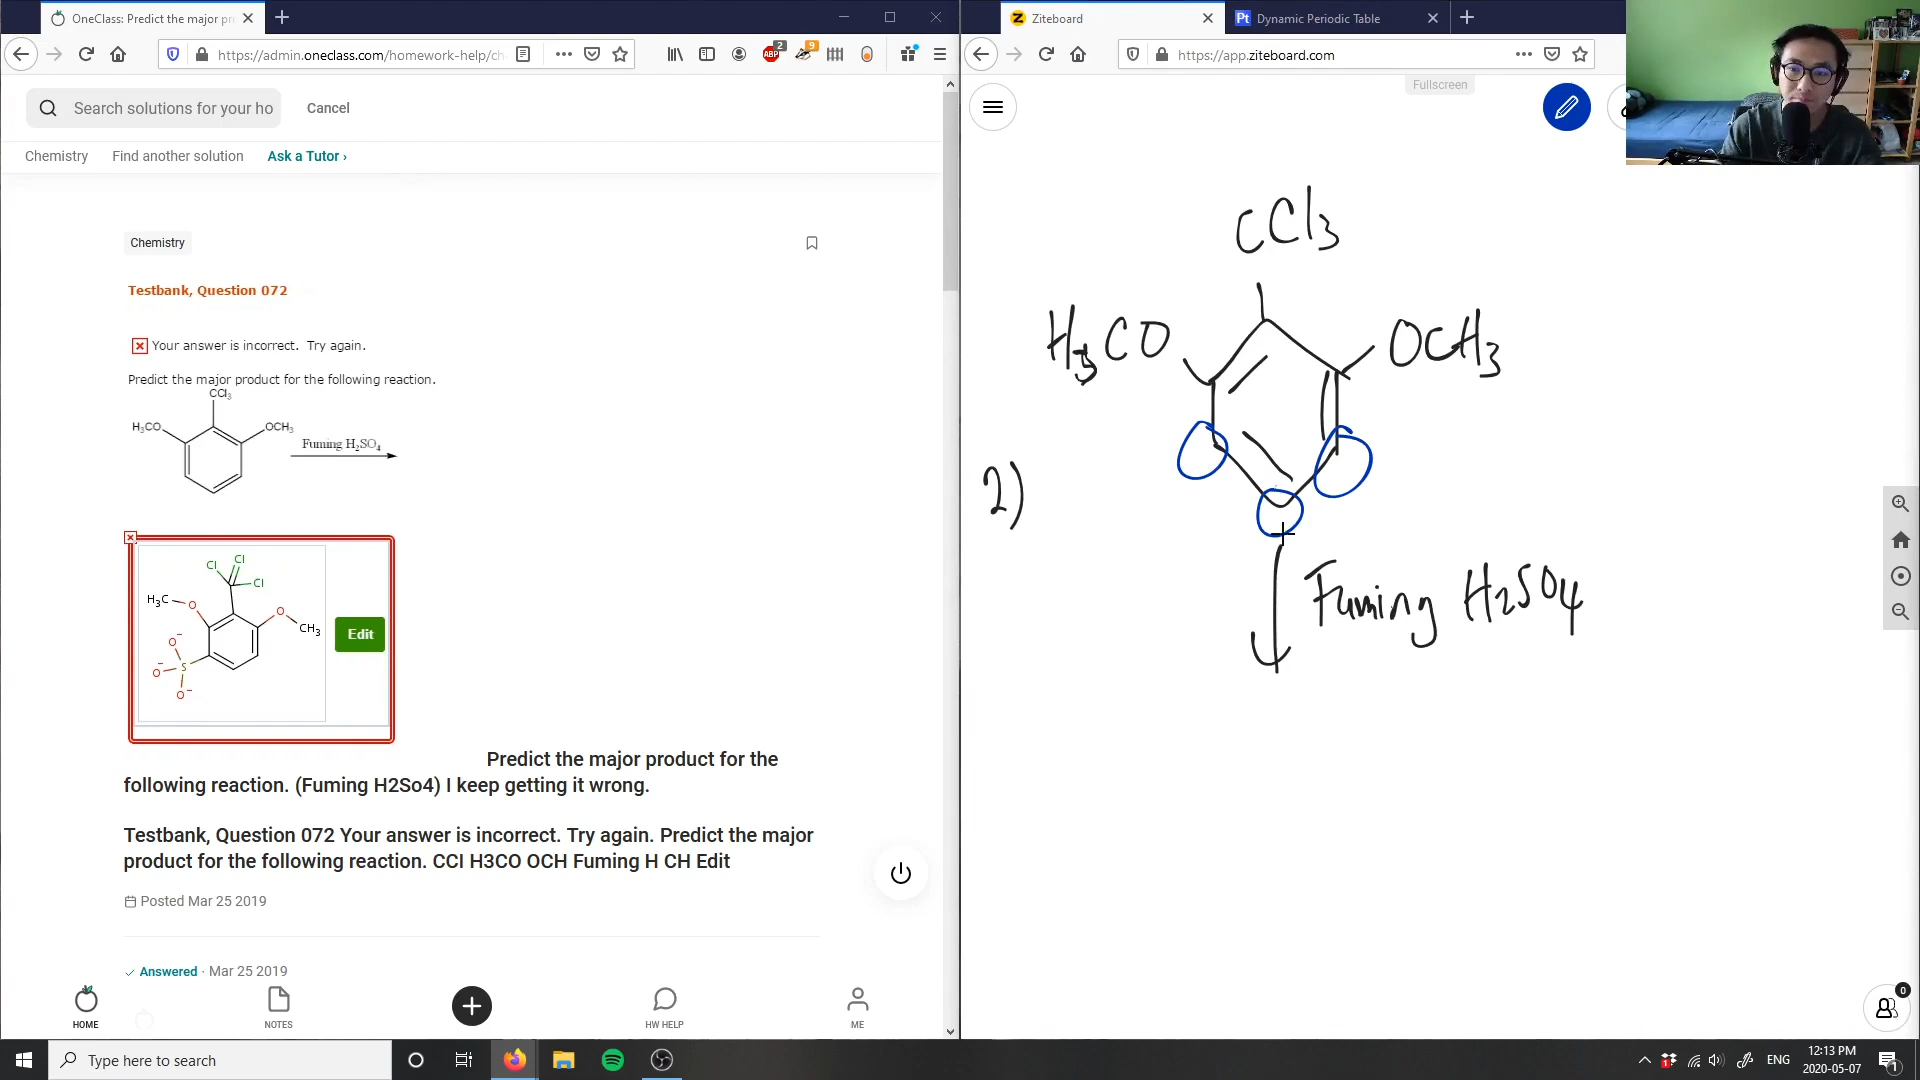 OneClass: Predict the major pr
https://admin.oneclass.com/homework-help/ch
2
9
Search solutions for your ho
Cancel
Chemistry
Find another solution
Ask a Tutor ›
Chemistry
Testbank, Question 072
Your answer is incorrect. Try again.
Predict the major product for the following reaction.
CCl3
H3CO
OCH3
Fuming H2SO4
Cl
Cl
Cl
H3C
O
O
CH3
O-
O-
S
O-
Edit
Predict the major product for the
following reaction. (Fuming H2So4) I keep getting it wrong.
Testbank, Question 072 Your answer is incorrect. Try again. Predict the major
product for the following reaction. CCI H3CO OCH Fuming H CH Edit
Posted Mar 25 2019
Answered · Mar 25 2019
HOME
NOTES
HW HELP
ME
Ziteboard
Pt
Dynamic Periodic Table
https://app.ziteboard.com
Fullscreen
CCl3
H3CO
OCH3
2)
Fuming H2SO4
0
Type here to search
ENG
12:13 PM
2020-05-07
1